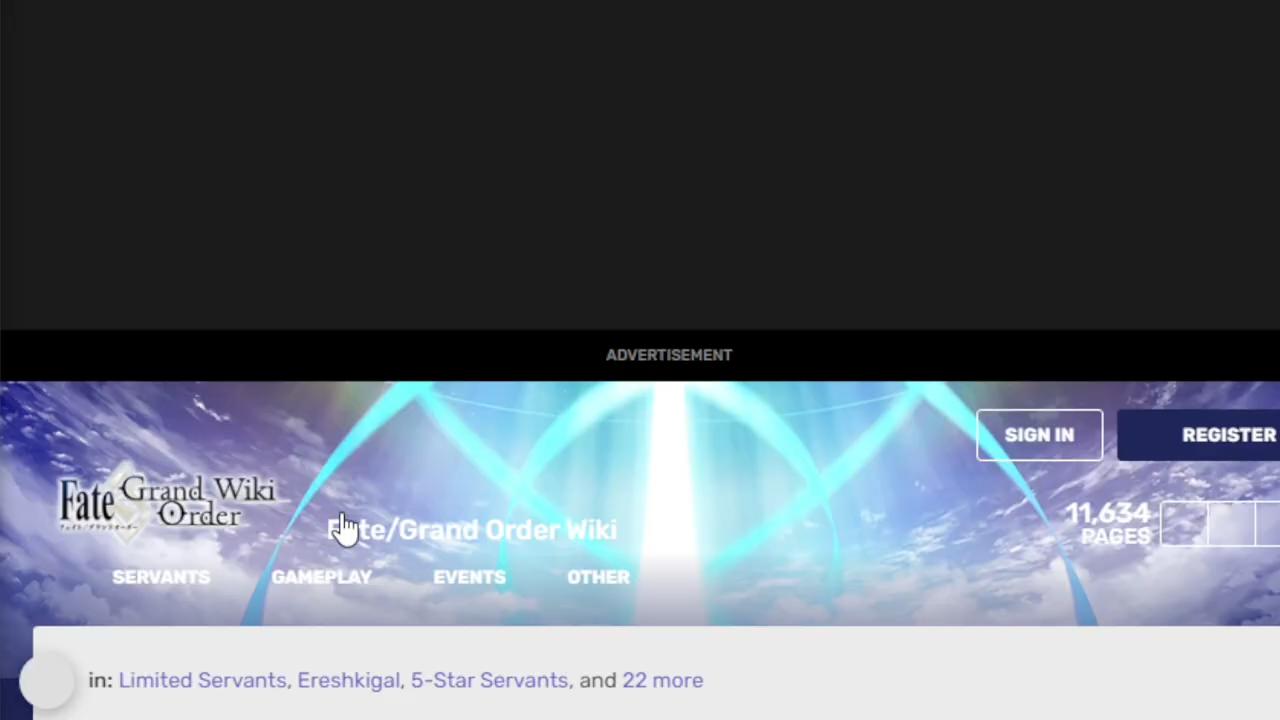 ADVERTISEMENT
SIGN IN
REGISTER
Fate Grand Wiki
Order
Fate/Grand Order Wiki
11,634
PAGES
SERVANTS
GAMEPLAY
EVENTS
OTHER
in: Limited Servants, Ereshkigal, 5-Star Servants, and 22 more